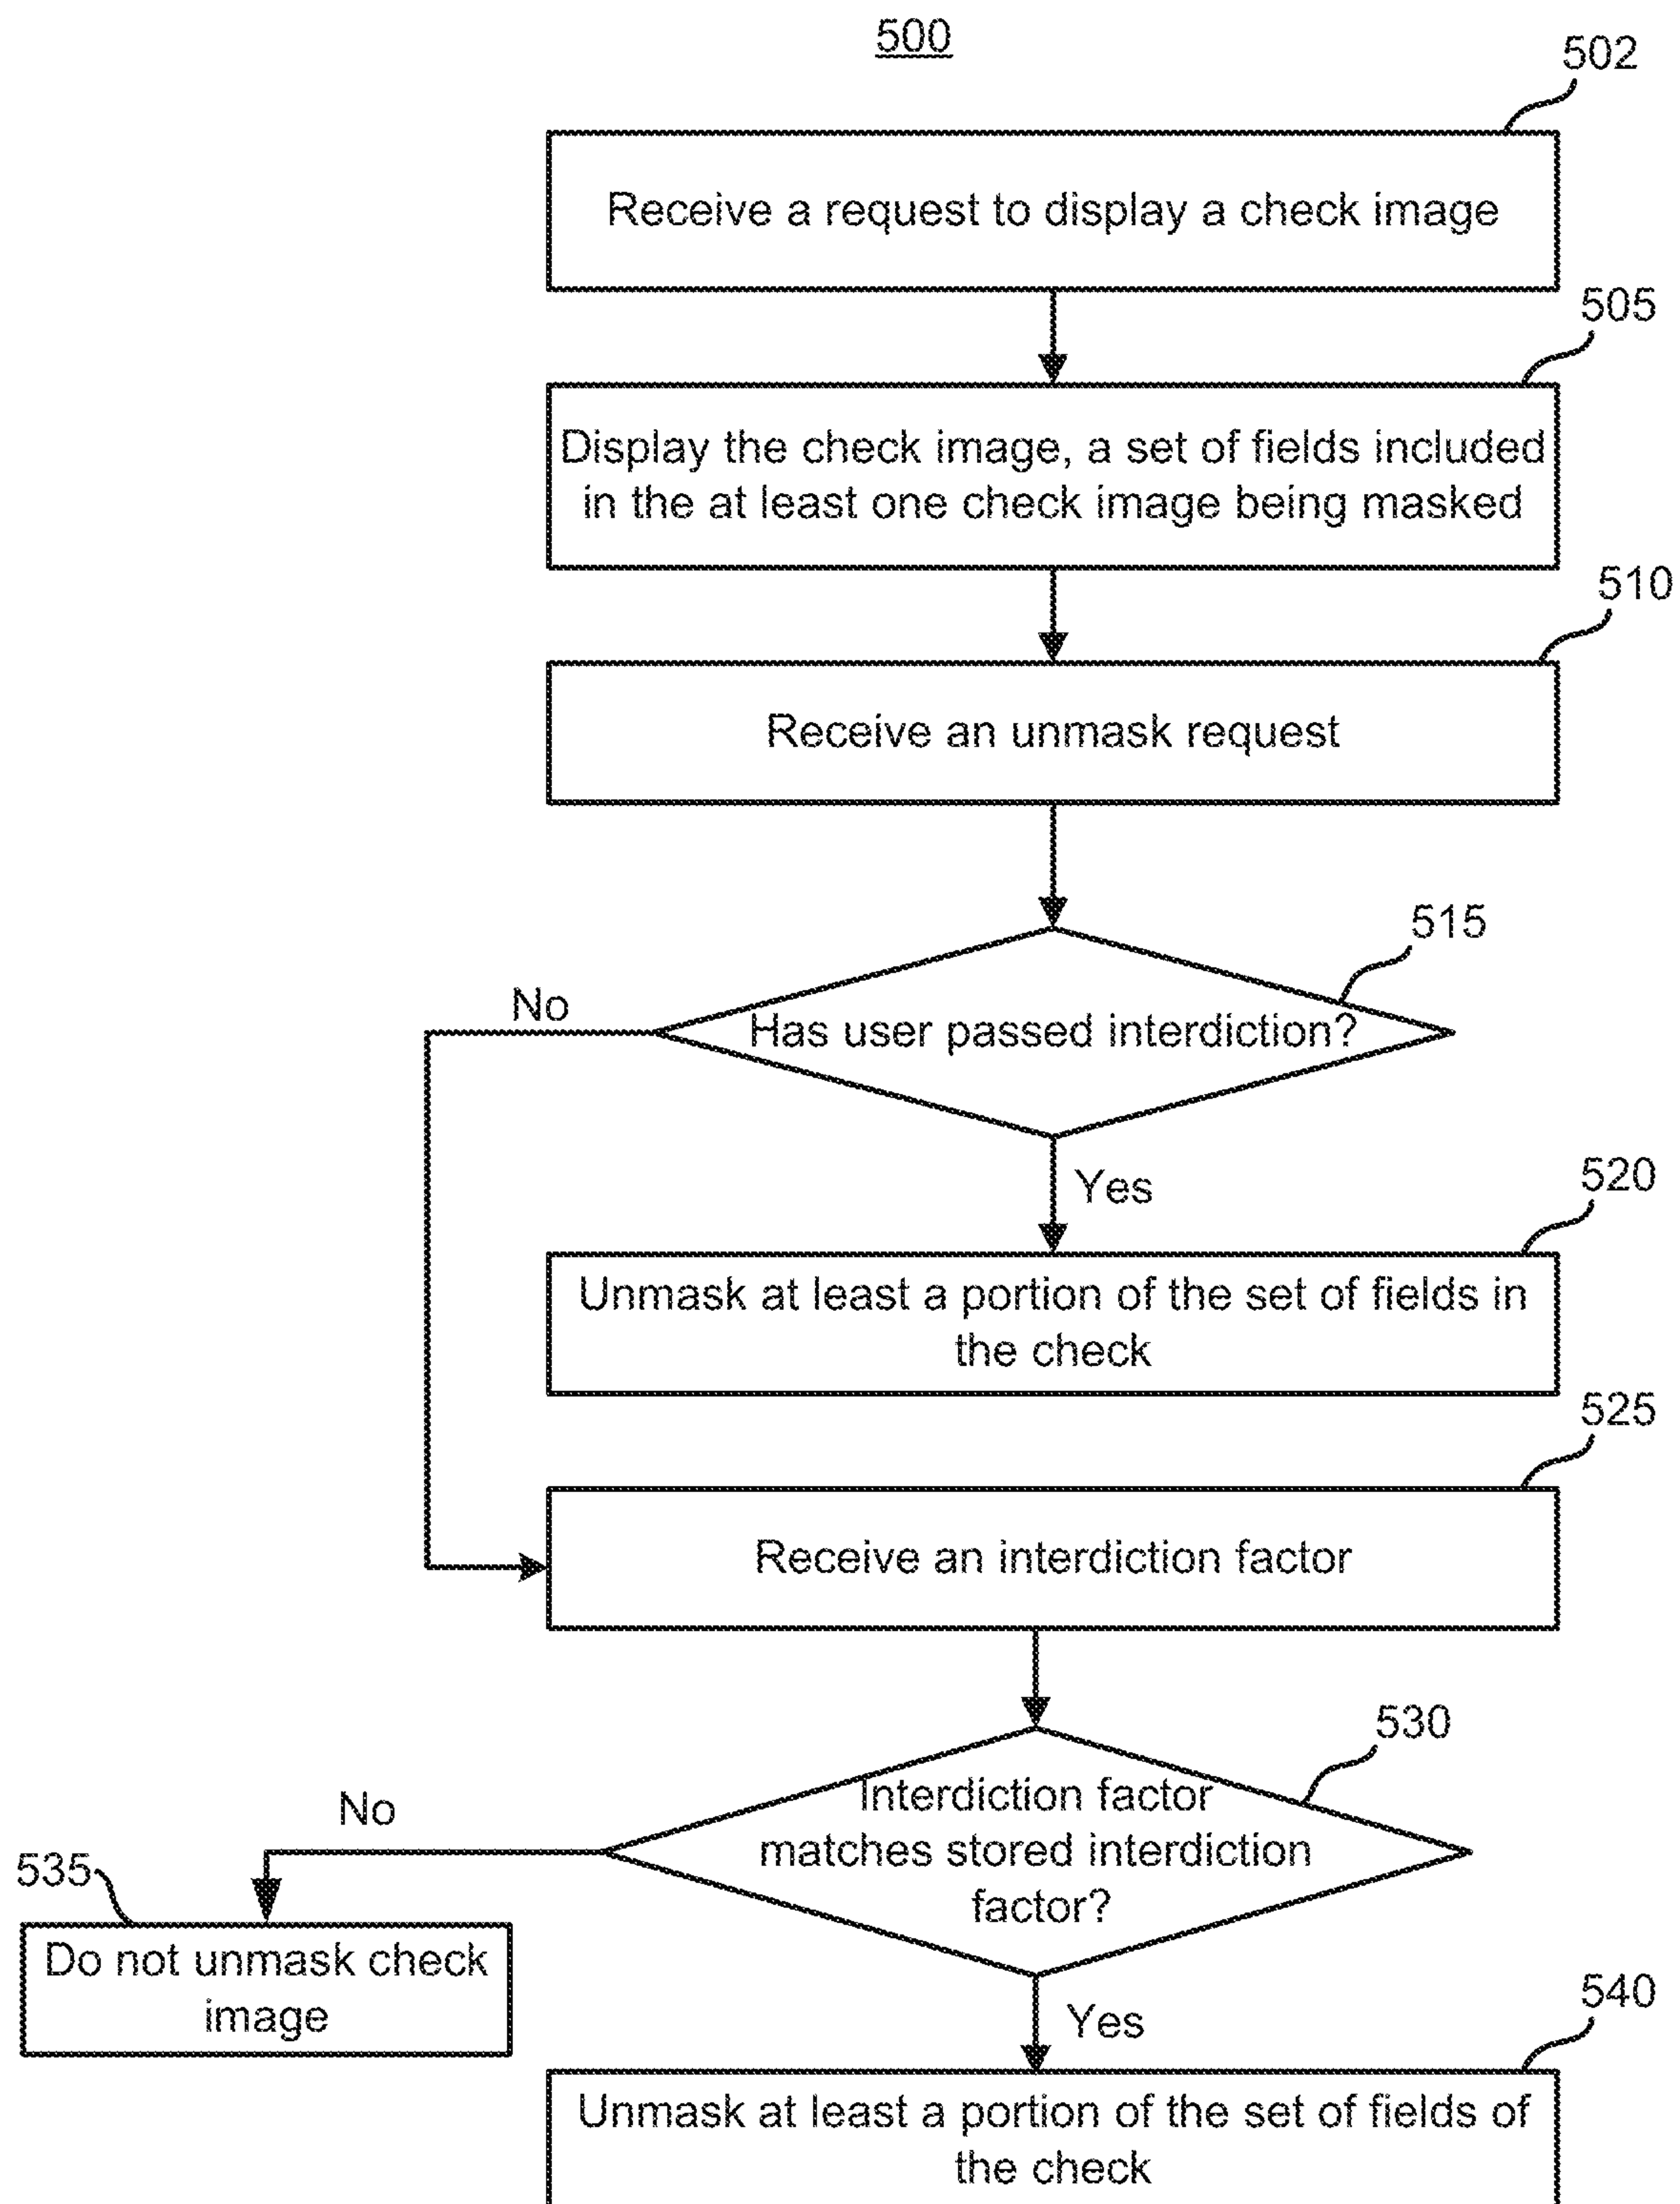 500
502
Receive a request to display a check image
505
Display the check image, a set of fields included
in the at least one check image being masked
510
Receive an unmask request
515
No
Has user passed interdiction?
Yes
520
Unmask at least a portion of the set of fields in
the check
525
Receive an interdiction factor
530
Interdiction factor
matches stored interdiction
factor?
No
535
Do not unmask check
image
Yes
540
Unmask at least a portion of the set of fields of
the check